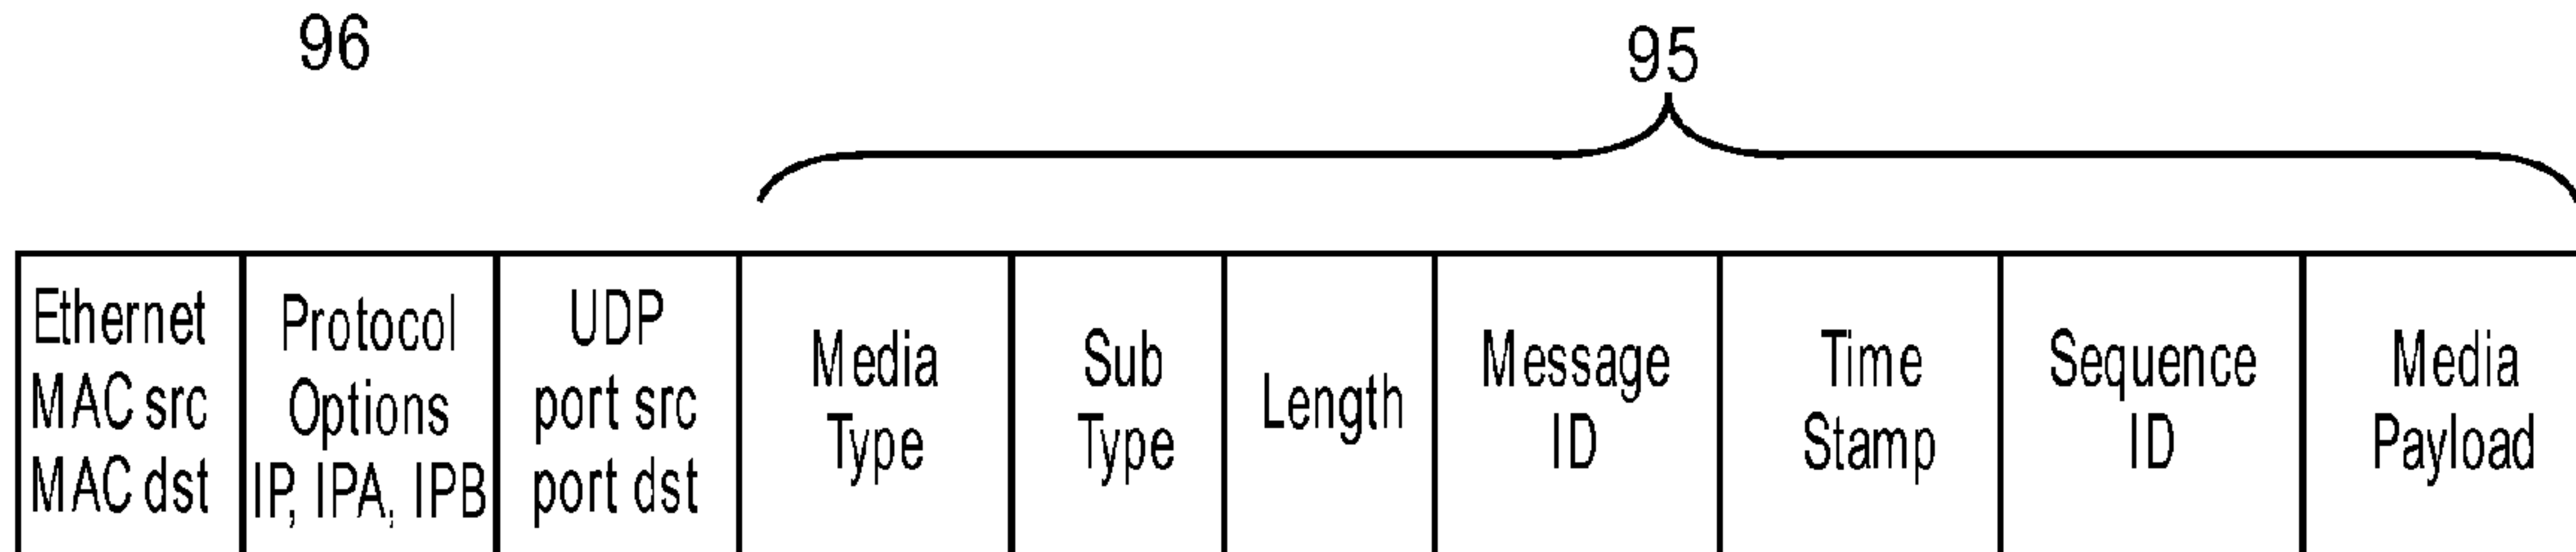 96
95
Ethernet
MAC src
MAC dst
Protocol
Options
IP, IPA, IPB
UDP
port src
port dst
Media
Type
Sub
Type
Length
Message
ID
Time
Stamp
Sequence
ID
Media
Payload